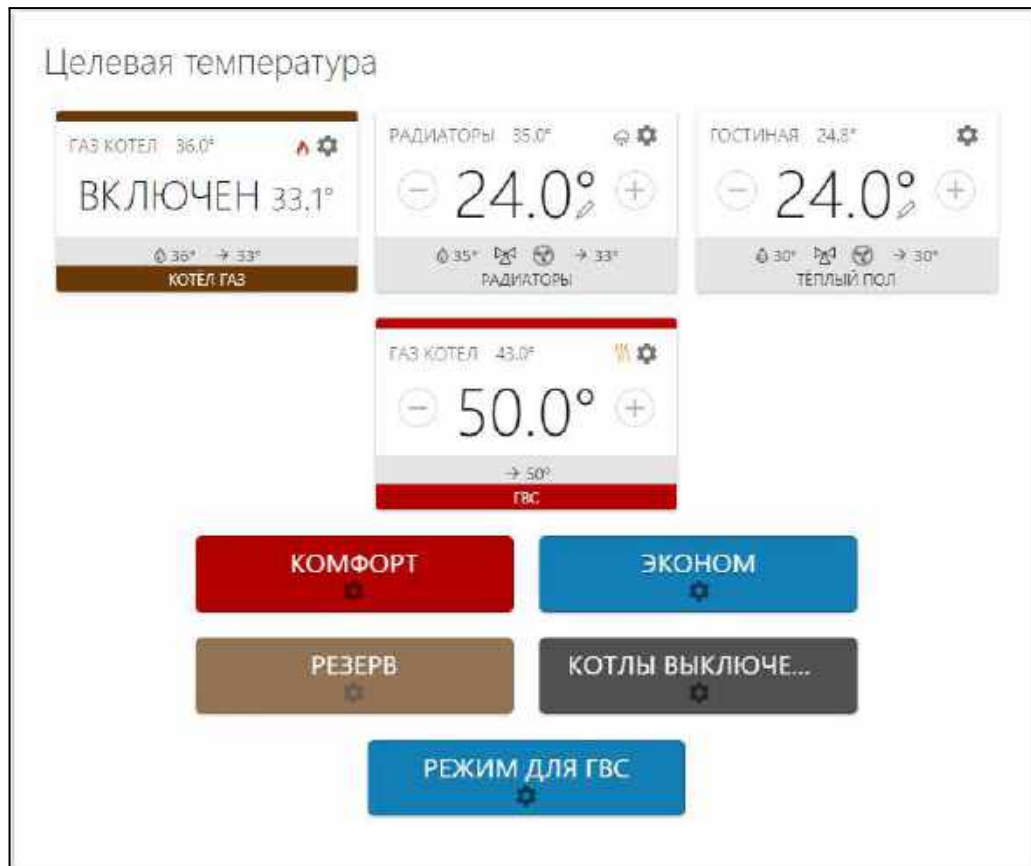 Целевая температура
ГАЗ КОТЕЛ 36.0°
ВКЛЮЧЕН 33.1°
36° → 33°
КОТЁЛ ГАЗ
РАДИАТОРЫ 35.0°
− 24.0° +
35° → 33°
РАДИАТОРЫ
ГОСТИНАЯ 24.8°
− 24.0° +
30° → 30°
ТЁПЛЫЙ ПОЛ
ГАЗ КОТЕЛ 43.0°
− 50.0° +
→ 50°
ГВС
КОМФОРТ
ЭКОНОМ
РЕЗЕРВ
КОТЛЫ ВЫКЛЮЧЕ...
РЕЖИМ ДЛЯ ГВС